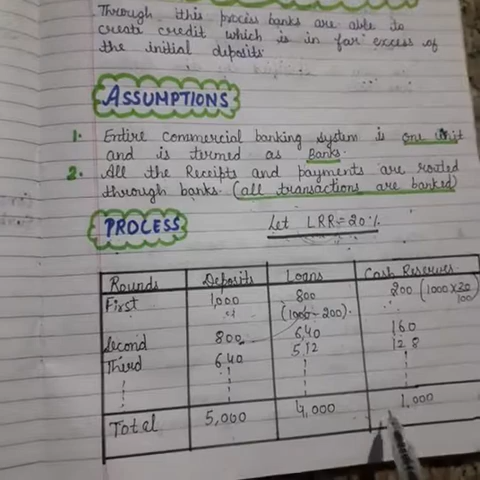 Through this process banks are able to
create credit which is in far excess of
the initial deposits.
ASSUMPTIONS
1. Entire commercial banking system is one unit
and is termed as Banks.
2. All the Receipts and payments are routed
through banks. (all transactions are banked)
PROCESS Let LRR=20%
Rounds Deposits Loans Cash Reserves
First 1,000 800 200 (1000×20/100)
(1000-200).
Second 800 640 160
Third 640 512 128
Total 5,000 4,000 1,000